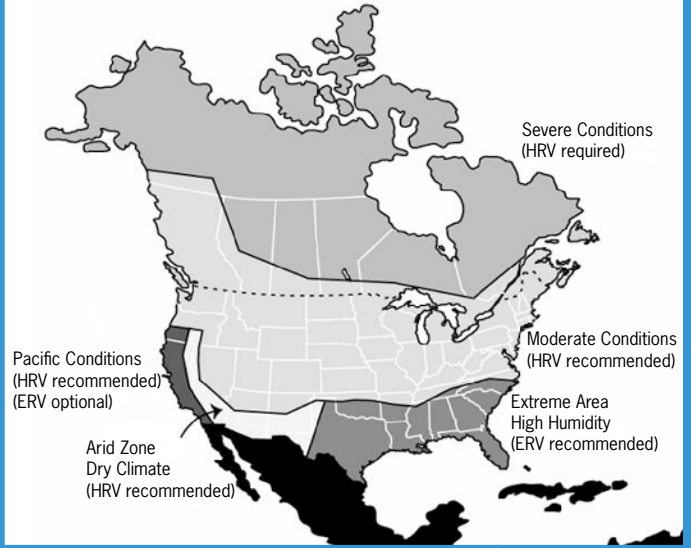 Severe Conditions
(HRV required)
Moderate Conditions
(HRV recommended)
Pacific Conditions
(HRV recommended)
(ERV optional)
Extreme Area
High Humidity
(ERV recommended)
Arid Zone
Dry Climate
(HRV recommended)